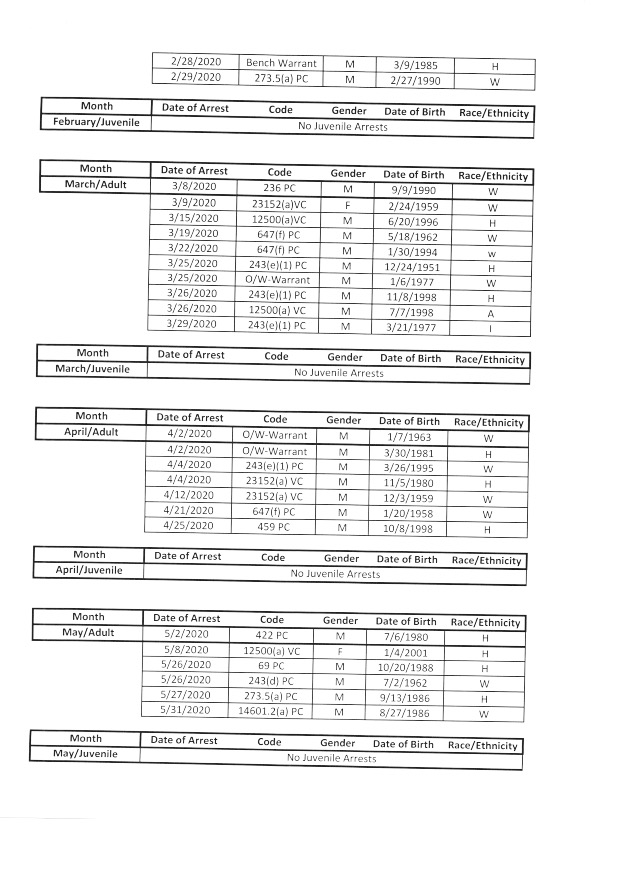 2/28/2020 Bench Warrant M 3/9/1985 H
2/29/2020 273.5(a) PC M 2/27/1990 W
Month Date of Arrest Code Gender Date of Birth Race/Ethnicity
February/Juvenile No Juvenile Arrests
Month Date of Arrest Code Gender Date of Birth Race/Ethnicity
March/Adult 3/8/2020 236 PC M 9/9/1990 W
3/9/2020 23152(a)VC F 2/24/1959 W
3/15/2020 12500(a)VC M 6/20/1996 H
3/19/2020 647(f) PC M 5/18/1962 W
3/22/2020 647(f) PC M 1/30/1994 w
3/25/2020 243(e)(1) PC M 12/24/1951 H
3/25/2020 O/W-Warrant M 1/6/1977 W
3/26/2020 243(e)(1) PC M 11/8/1998 H
3/26/2020 12500(a) VC M 7/7/1998 A
3/29/2020 243(e)(1) PC M 3/21/1977 I
Month Date of Arrest Code Gender Date of Birth Race/Ethnicity
March/Juvenile No Juvenile Arrests
Month Date of Arrest Code Gender Date of Birth Race/Ethnicity
April/Adult 4/2/2020 O/W-Warrant M 1/7/1963 W
4/2/2020 O/W-Warrant M 3/30/1981 H
4/4/2020 243(e)(1) PC M 3/26/1995 W
4/4/2020 23152(a) VC M 11/5/1980 H
4/12/2020 23152(a) VC M 12/3/1959 W
4/21/2020 647(f) PC M 1/20/1958 W
4/25/2020 459 PC M 10/8/1998 H
Month Date of Arrest Code Gender Date of Birth Race/Ethnicity
April/Juvenile No Juvenile Arrests
Month Date of Arrest Code Gender Date of Birth Race/Ethnicity
May/Adult 5/2/2020 422 PC M 7/6/1980 H
5/8/2020 12500(a) VC F 1/4/2001 H
5/26/2020 69 PC M 10/20/1988 H
5/26/2020 243(d) PC M 7/2/1962 W
5/27/2020 273.5(a) PC M 9/13/1986 H
5/31/2020 14601.2(a) PC M 8/27/1986 W
Month Date of Arrest Code Gender Date of Birth Race/Ethnicity
May/Juvenile No Juvenile Arrests